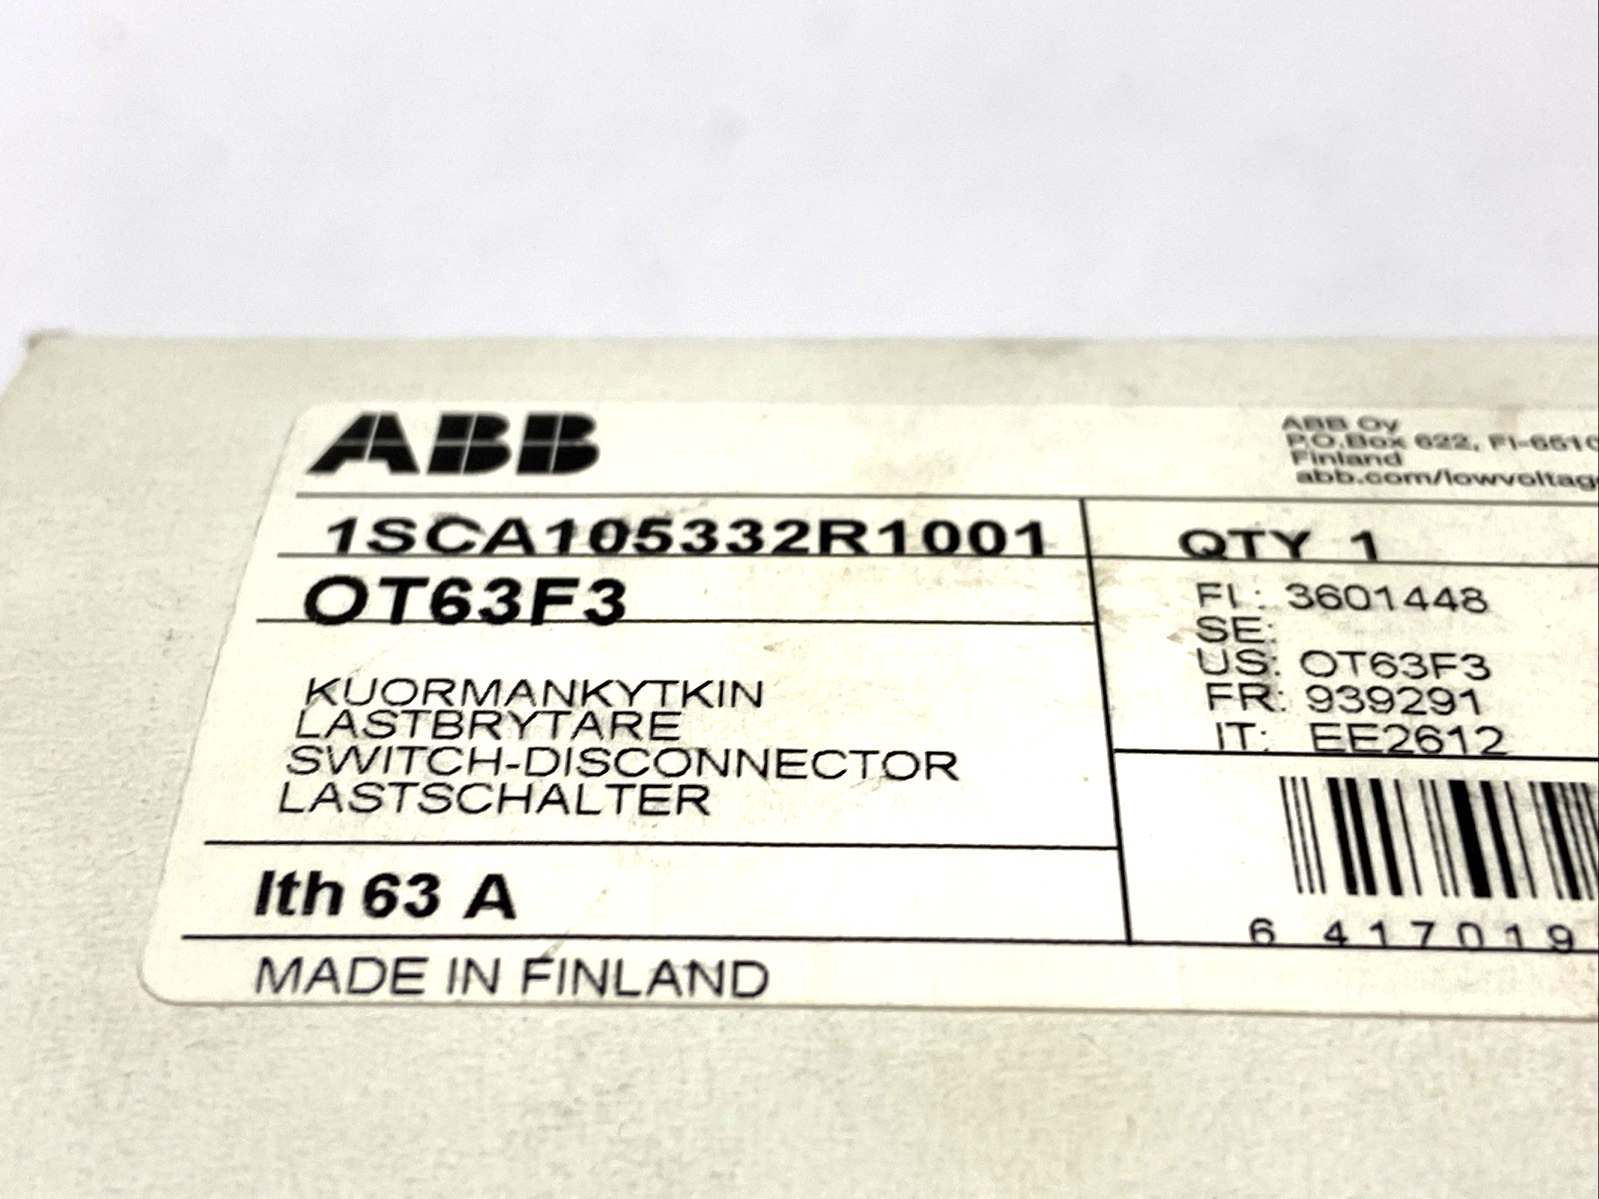 ABB
ABB Oy
P.O.Box 622, FI-6510
Finland
abb.com/lowvoltag
1SCA105332R1001
QTY 1
OT63F3
FI: 3601448
SE:
US: OT63F3
FR: 939291
IT: EE2612
KUORMANKYTKIN
LASTBRYTARE
SWITCH-DISCONNECTOR
LASTSCHALTER
Ith 63 A
6 417019
MADE IN FINLAND